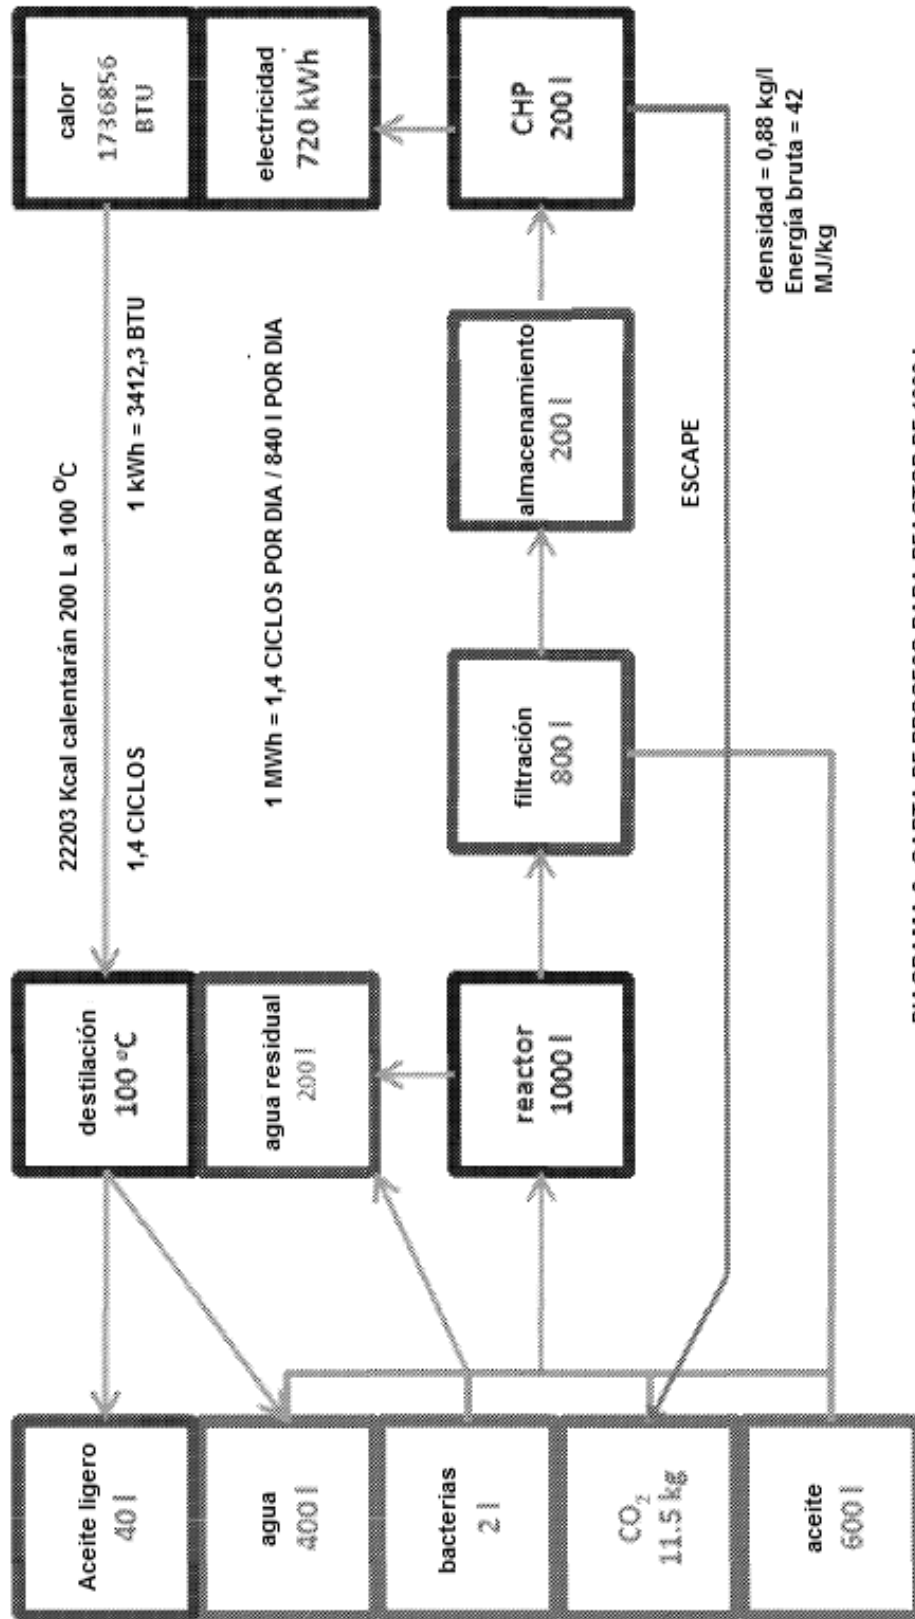 Aceite ligero
40 l
agua
400 l
bacterias
2 l
CO2
11.5 kg
aceite
600 l
destilación
100 ºC
agua residual
200 l
reactor
1000 l
22203 Kcal calentarán 200 L a 100 ºC
1,4 CICLOS
1 kWh = 3412,3 BTU
1 MWh = 1,4 CICLOS POR DIA / 840 l POR DIA
filtración
800 l
almacenamiento
200 l
ESCAPE
calor
1736856
BTU
electricidad
720 kWh
CHP
200 l
densidad = 0,88 kg/l
Energía bruta = 42
MJ/kg